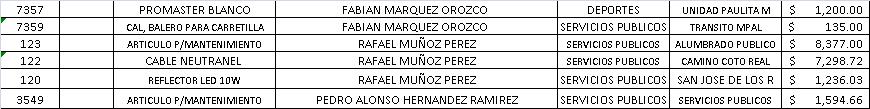 7357 PROMASTER BLANCO FABIAN MARQUEZ OROZCO DEPORTES UNIDAD PAULITA M $ 1,200.00
7359 CAL, BALERO PARA CARRETILLA FABIAN MARQUEZ OROZCO SERVICIOS PUBLICOS TRANSITO MPAL $ 135.00
123 ARTICULO P/MANTENIMIENTO RAFAEL MUÑOZ PEREZ SERVICIOS PUBLICOS ALUMBRADO PUBLICO $ 8,377.00
122 CABLE NEUTRANEL RAFAEL MUÑOZ PEREZ SERVICIOS PUBLICOS CAMINO COTO REAL $ 7,298.72
120 REFLECTOR LED 10W RAFAEL MUÑOZ PEREZ SERVICIOS PUBLICOS SAN JOSE DE LOS R $ 1,236.03
3549 ARTICULO P/MANTENIMIENTO PEDRO ALONSO HERNANDEZ RAMIREZ SERVICIOS PUBLICOS SERVICIOS PUBLICOS $ 1,594.66